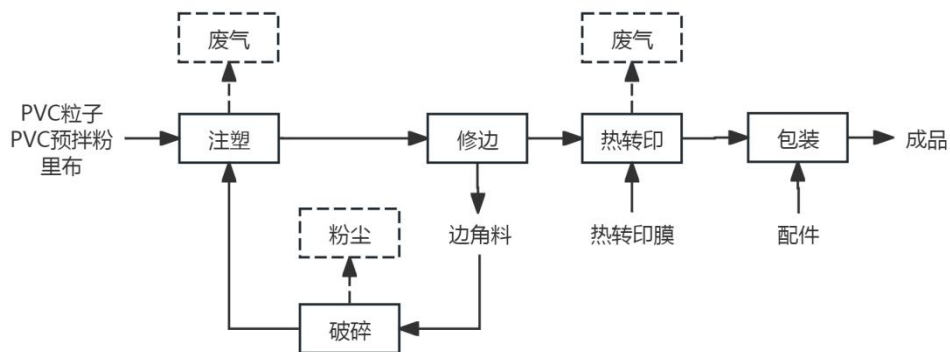 废气
废气
PVC粒子
PVC预拌粉
里布
注塑
修边
热转印
包装
成品
粉尘
边角料
热转印膜
配件
破碎